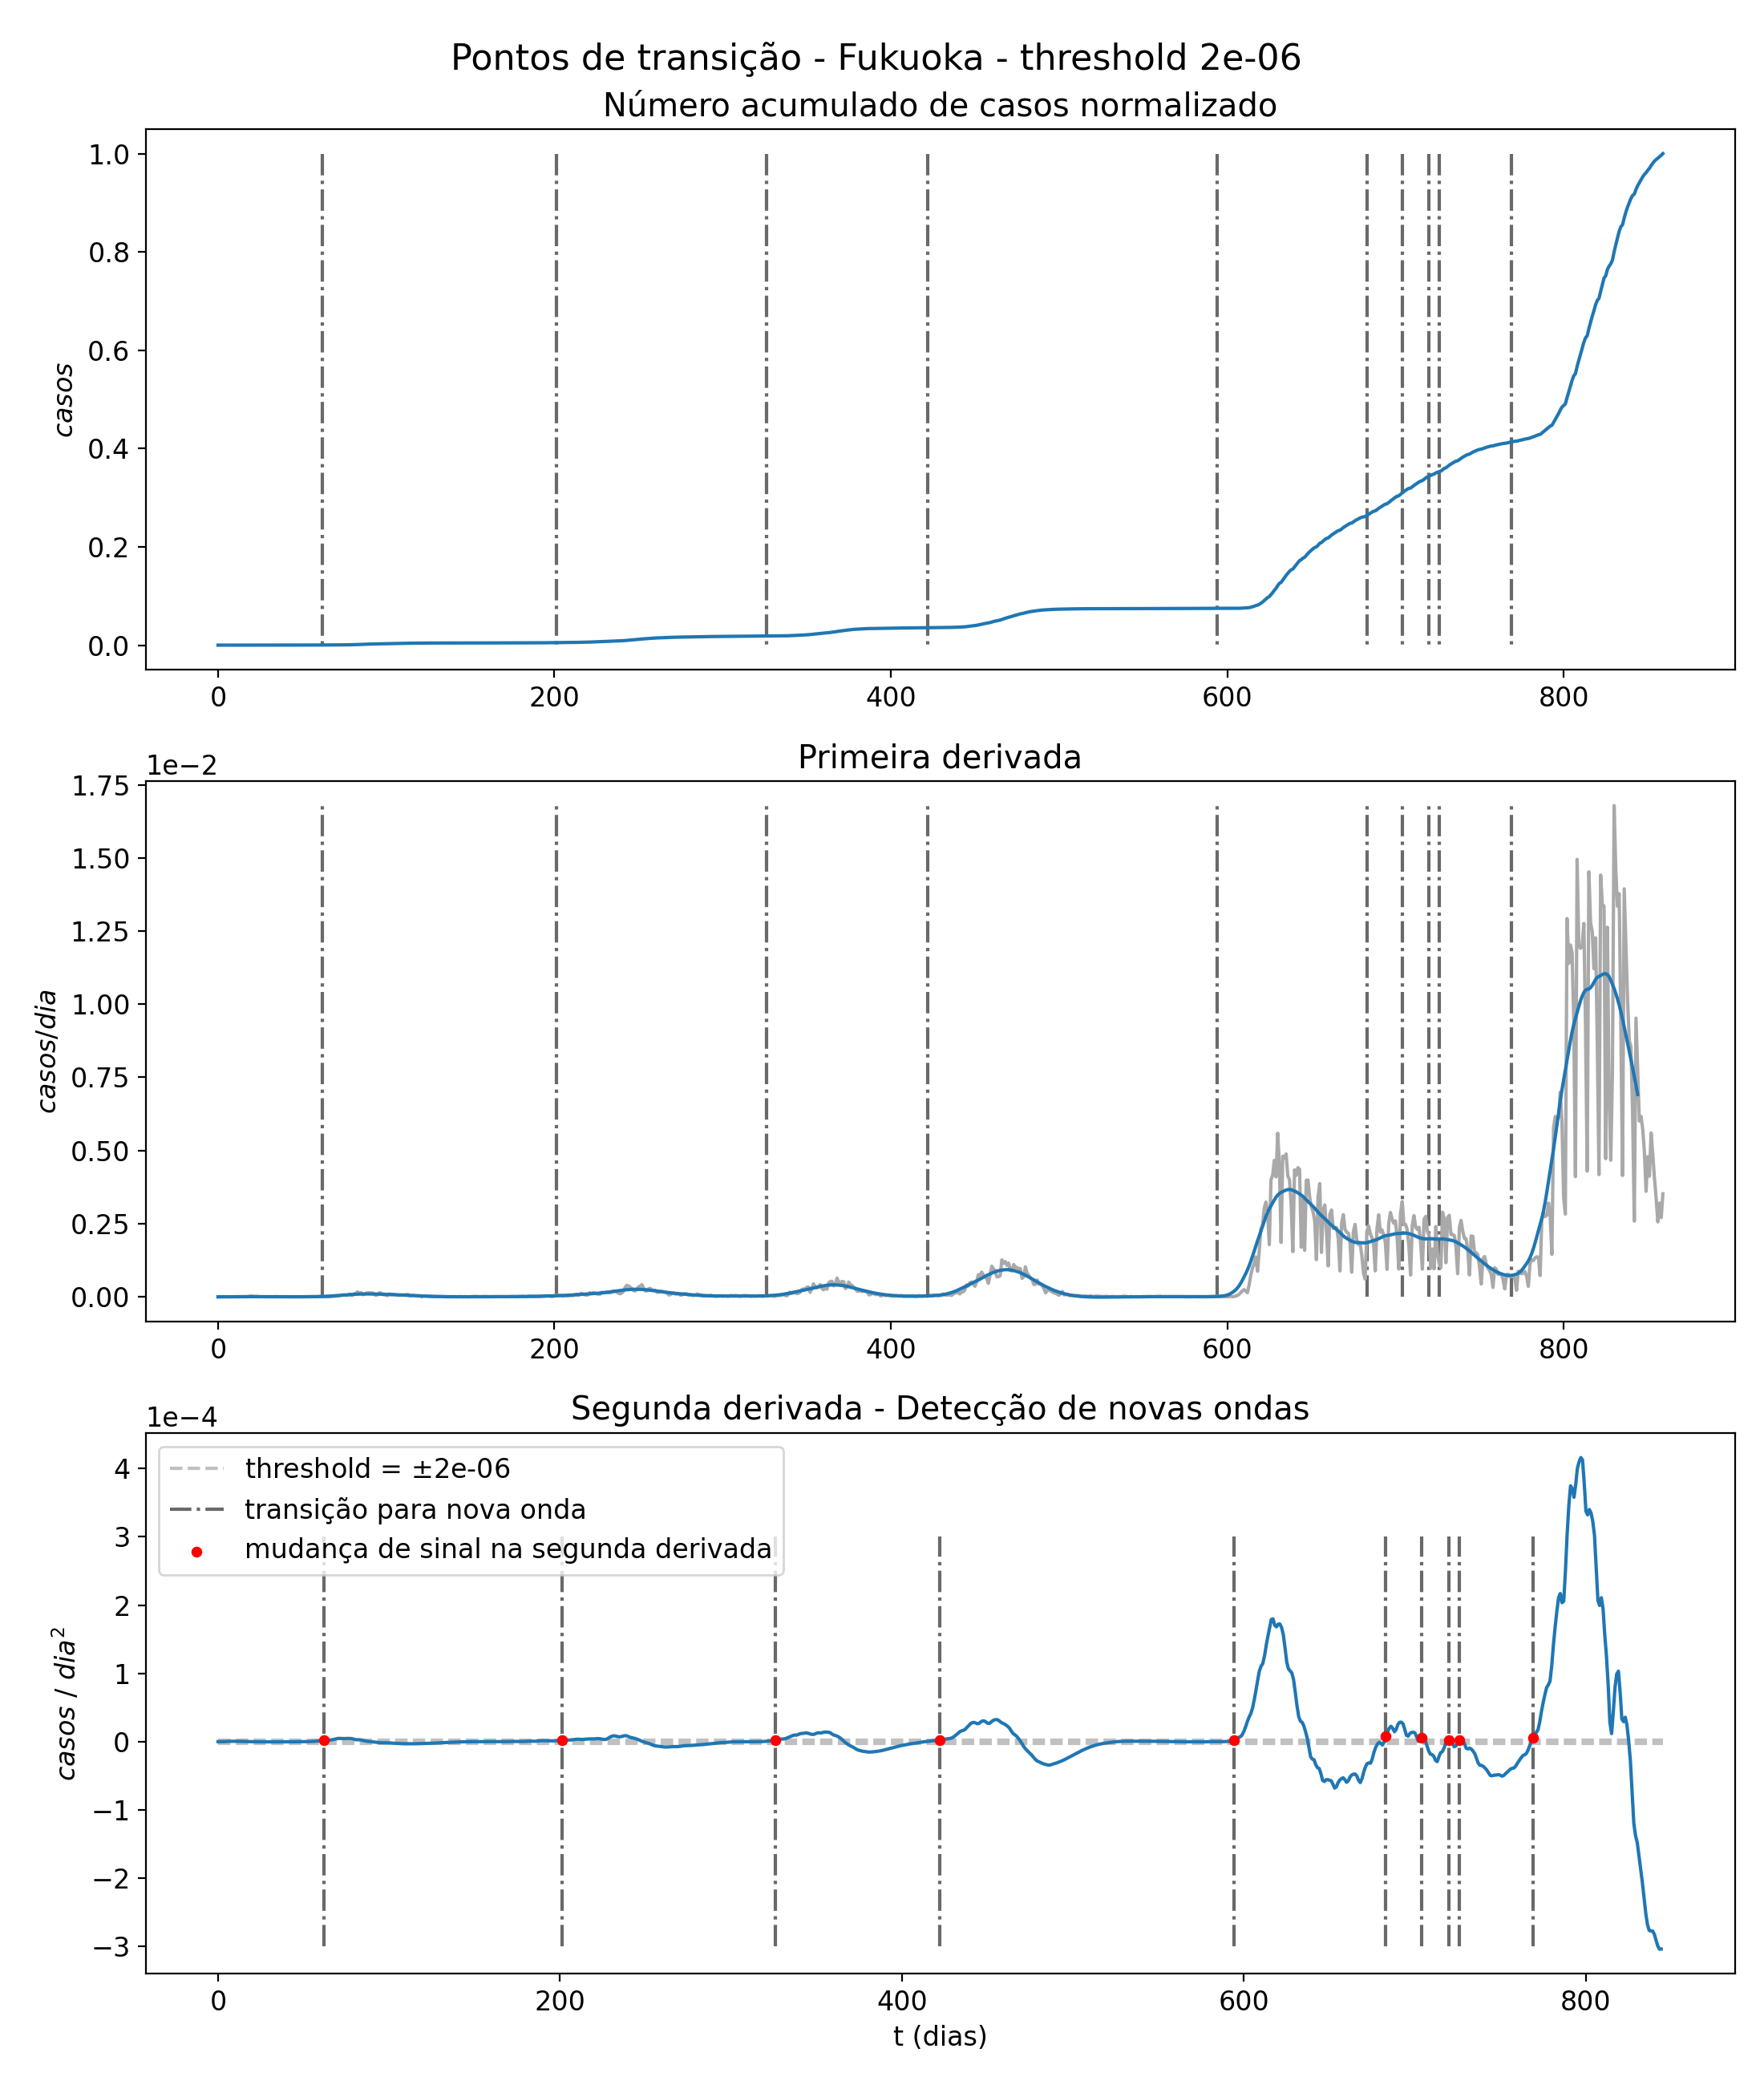 Pontos de transição - Fukuoka - threshold 2e-06
Número acumulado de casos normalizado
casos
1.0
0.8
0.6
0.4
0.2
0.0
0 200 400 600 800
Primeira derivada
1e−2
casos/dia
1.75
1.50
1.25
1.00
0.75
0.50
0.25
0.00
0 200 400 600 800
Segunda derivada - Detecção de novas ondas
1e−4
casos / dia²
threshold = ±2e-06
transição para nova onda
mudança de sinal na segunda derivada
4
3
2
1
0
−1
−2
−3
0 200 400 600 800
t (dias)